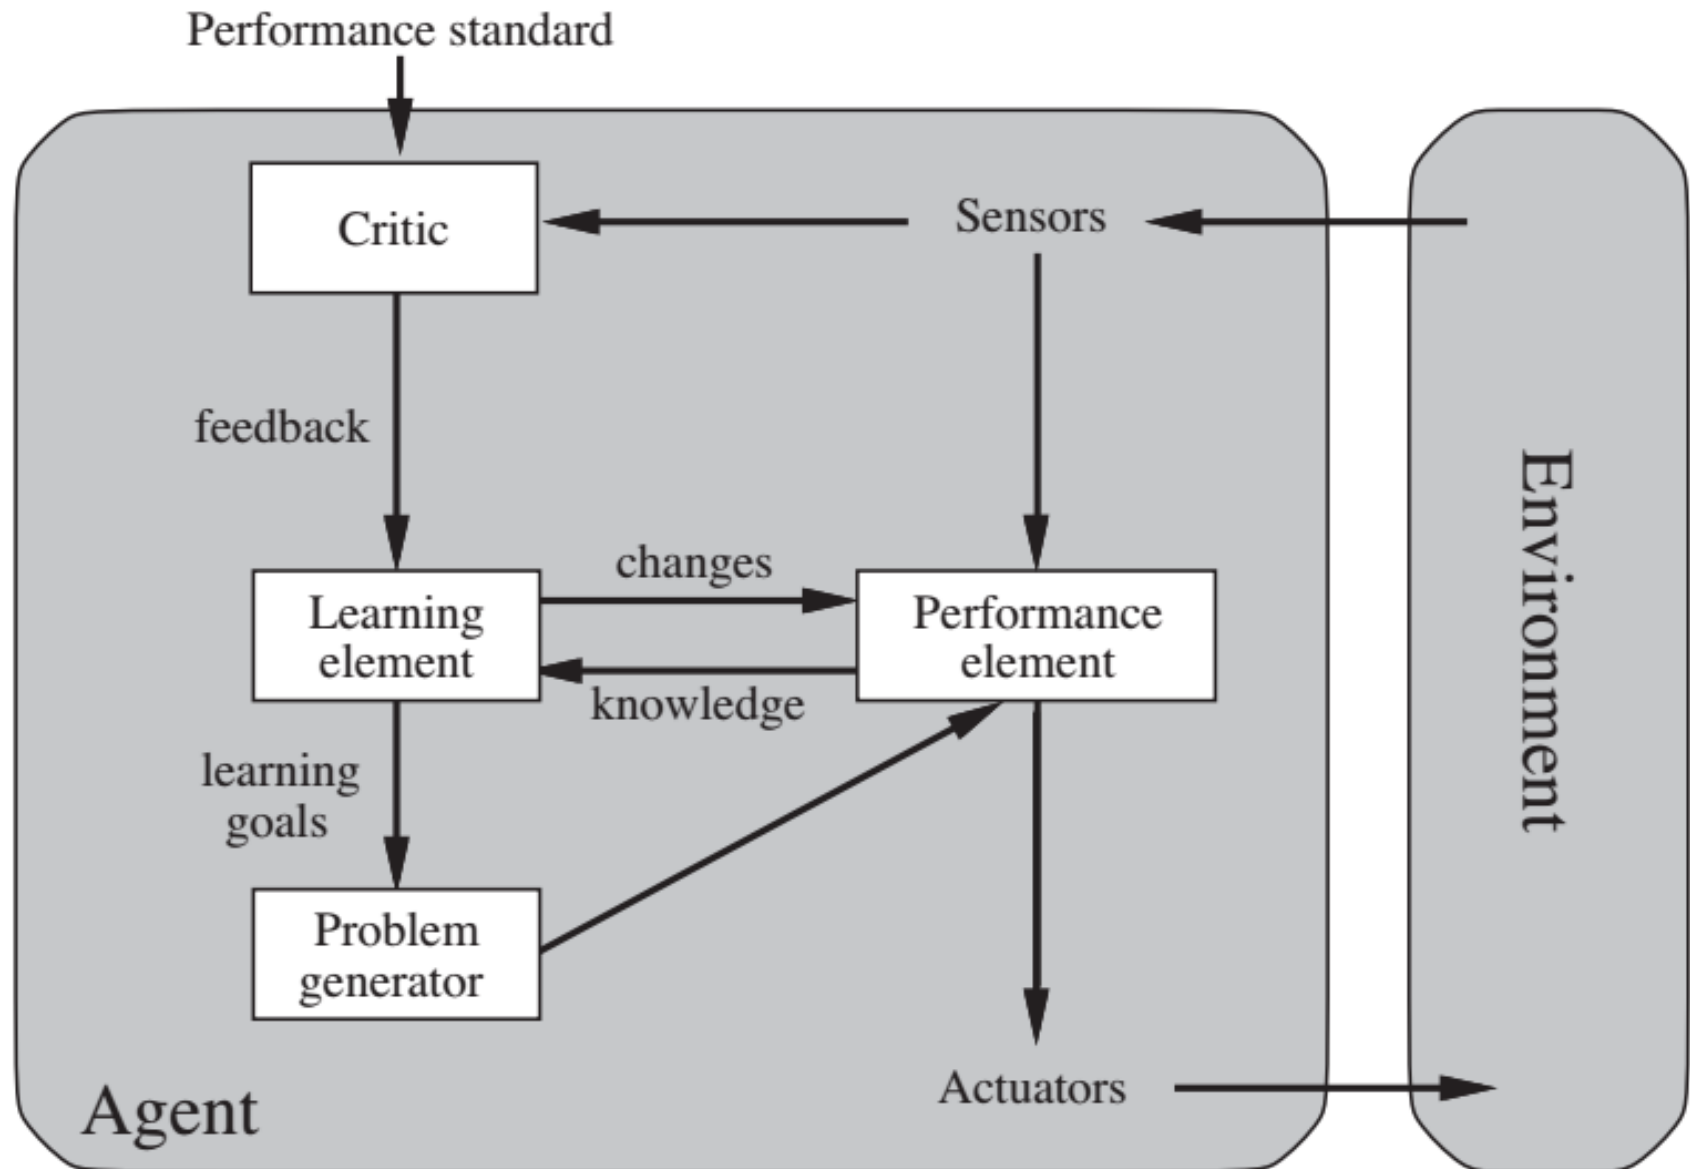 Performance standard
Critic
Sensors
feedback
changes
Learning
element
Performance
element
knowledge
learning
goals
Problem
generator
Agent
Actuators
Environment